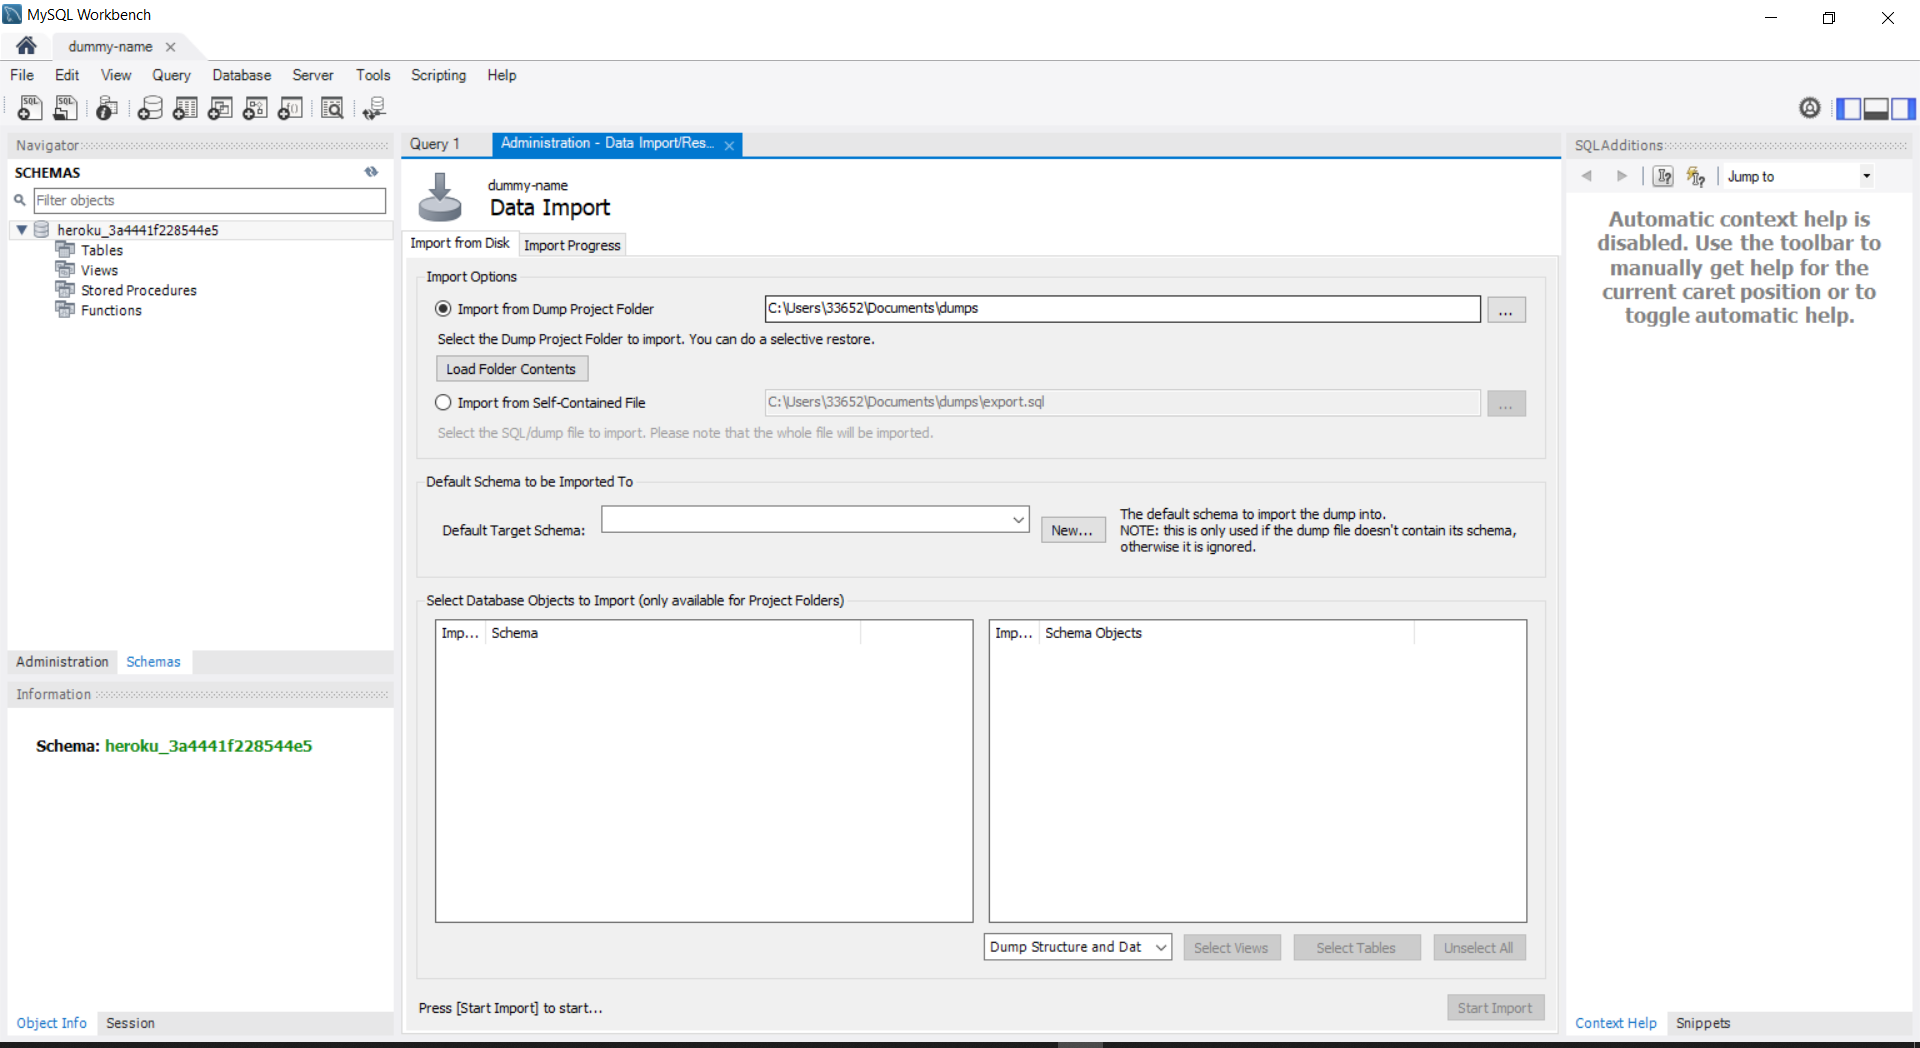 MySQL Workbench
dummy-name
File Edit View Query Database Server Tools Scripting Help
Navigator
SCHEMAS
Filter objects
heroku_3a4441f228544e5
Tables
Views
Stored Procedures
Functions
Administration Schemas
Information
Schema: heroku_3a4441f228544e5
Object Info Session
Query 1 Administration - Data Import/Res...
dummy-name
Data Import
Import from Disk Import Progress
Import Options
Import from Dump Project Folder C:\Users\33652\Documents\dumps ...
Select the Dump Project Folder to import. You can do a selective restore.
Load Folder Contents
Import from Self-Contained File C:\Users\33652\Documents\dumps\export.sql ...
Select the SQL/dump file to import. Please note that the whole file will be imported.
Default Schema to be Imported To
Default Target Schema: New...
The default schema to import the dump into.
NOTE: this is only used if the dump file doesn't contain its schema,
otherwise it is ignored.
Select Database Objects to Import (only available for Project Folders)
Imp... Schema
Imp... Schema Objects
Dump Structure and Dat Select Views Select Tables Unselect All
Press [Start Import] to start... Start Import
SQLAdditions
Jump to
Automatic context help is
disabled. Use the toolbar to
manually get help for the
current caret position or to
toggle automatic help.
Context Help Snippets